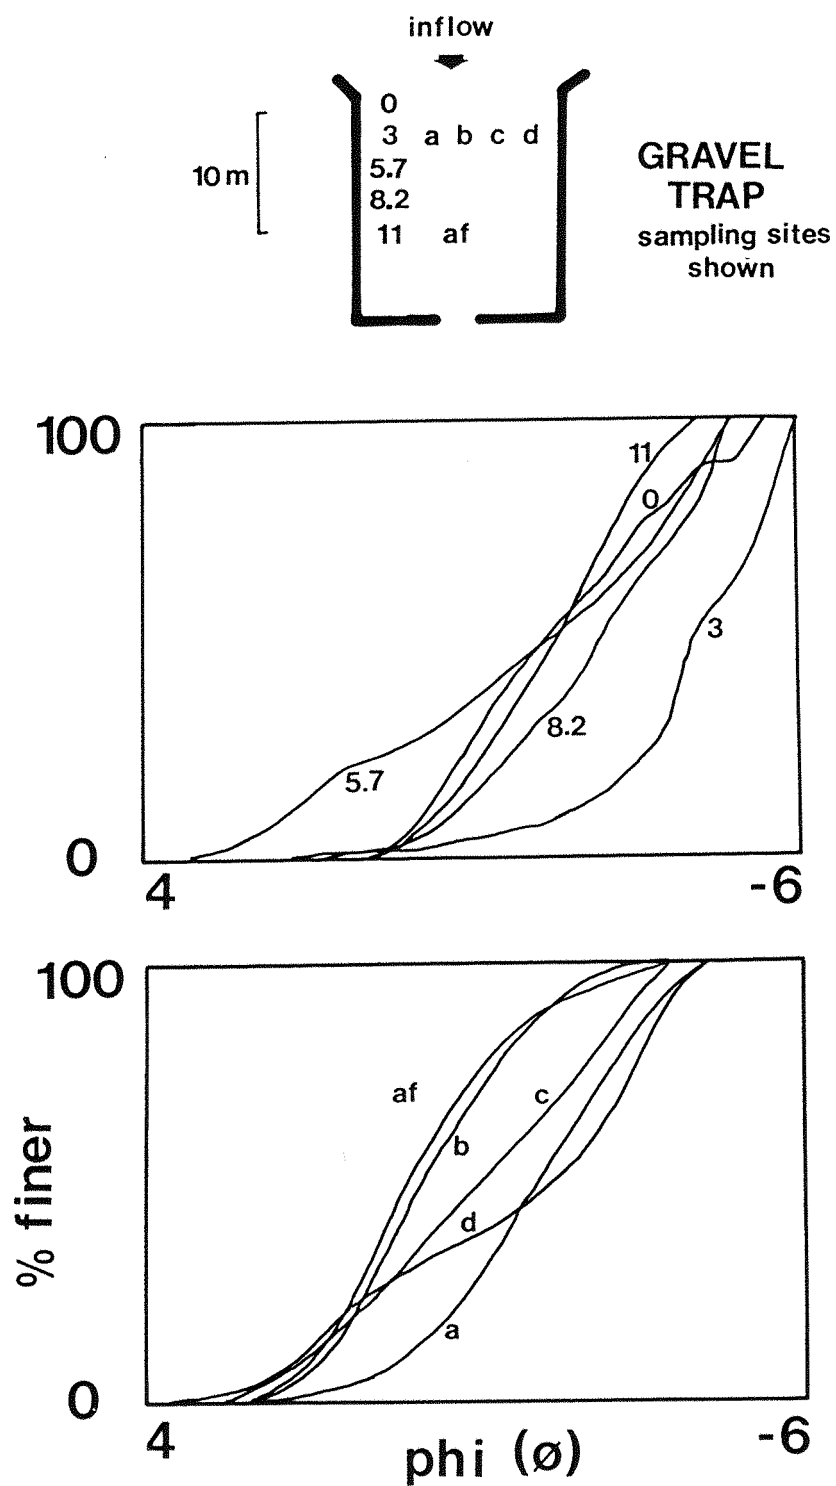 inflow
0
3 a b c d
5.7
8.2
11 af
10 m
GRAVEL
TRAP
sampling sites
shown
100
11
0
3
8.2
5.7
0
4 -6
100
af
c
b
d
a
% finer
0
4 phi (ø) -6